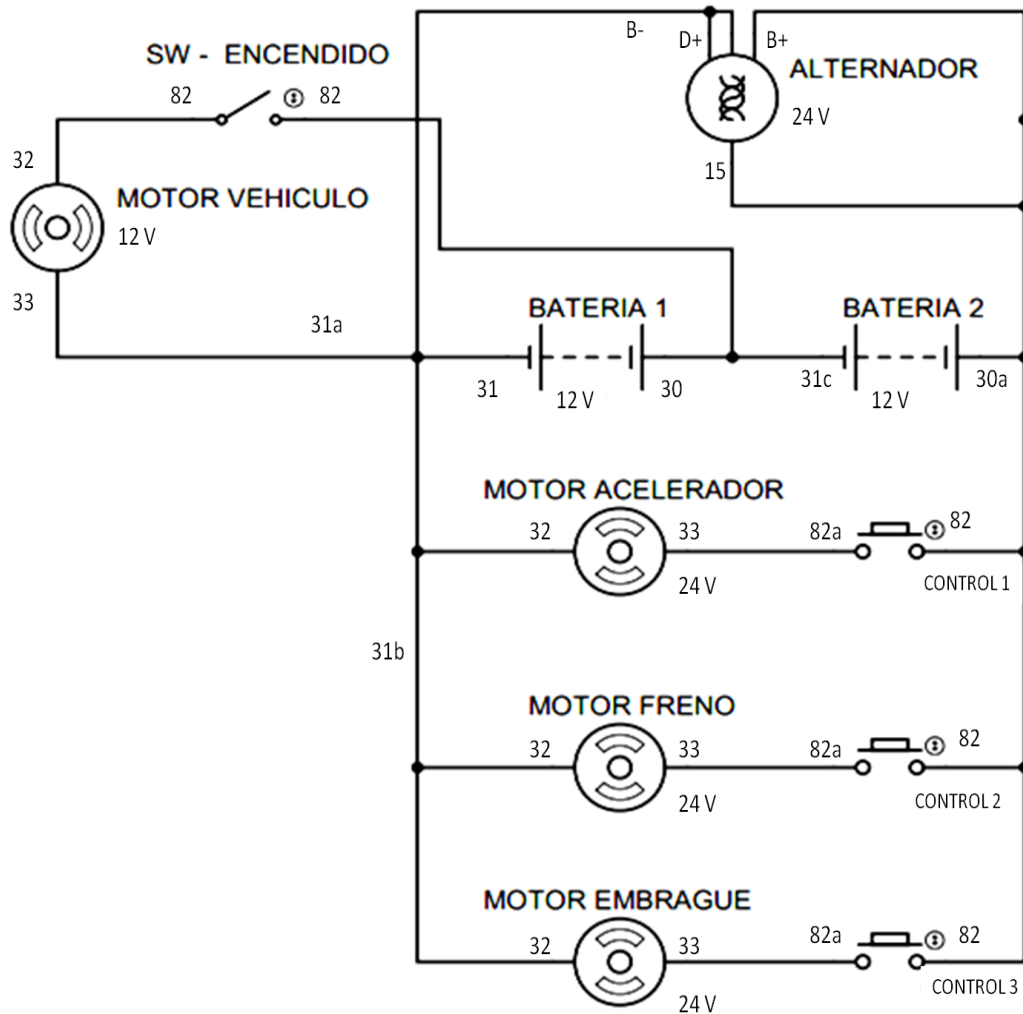 B-
D+
B+
SW - ENCENDIDO
ALTERNADOR
82
82
24 V
32
15
MOTOR VEHICULO
12 V
33
31a
BATERIA 1
BATERIA 2
31
30
31c
30a
12 V
12 V
MOTOR ACELERADOR
32
33
82a
82
24 V
CONTROL 1
31b
MOTOR FRENO
32
33
82a
82
24 V
CONTROL 2
MOTOR EMBRAGUE
32
33
82a
82
24 V
CONTROL 3